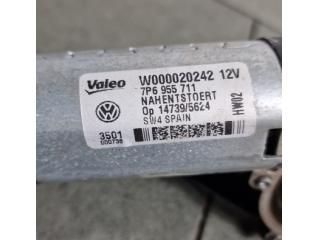 Valeo W000020242 12V
7P6 955 711
NAHENTSTOERT
Op 14739/5624
SW4 SPAIN
HW02
3501